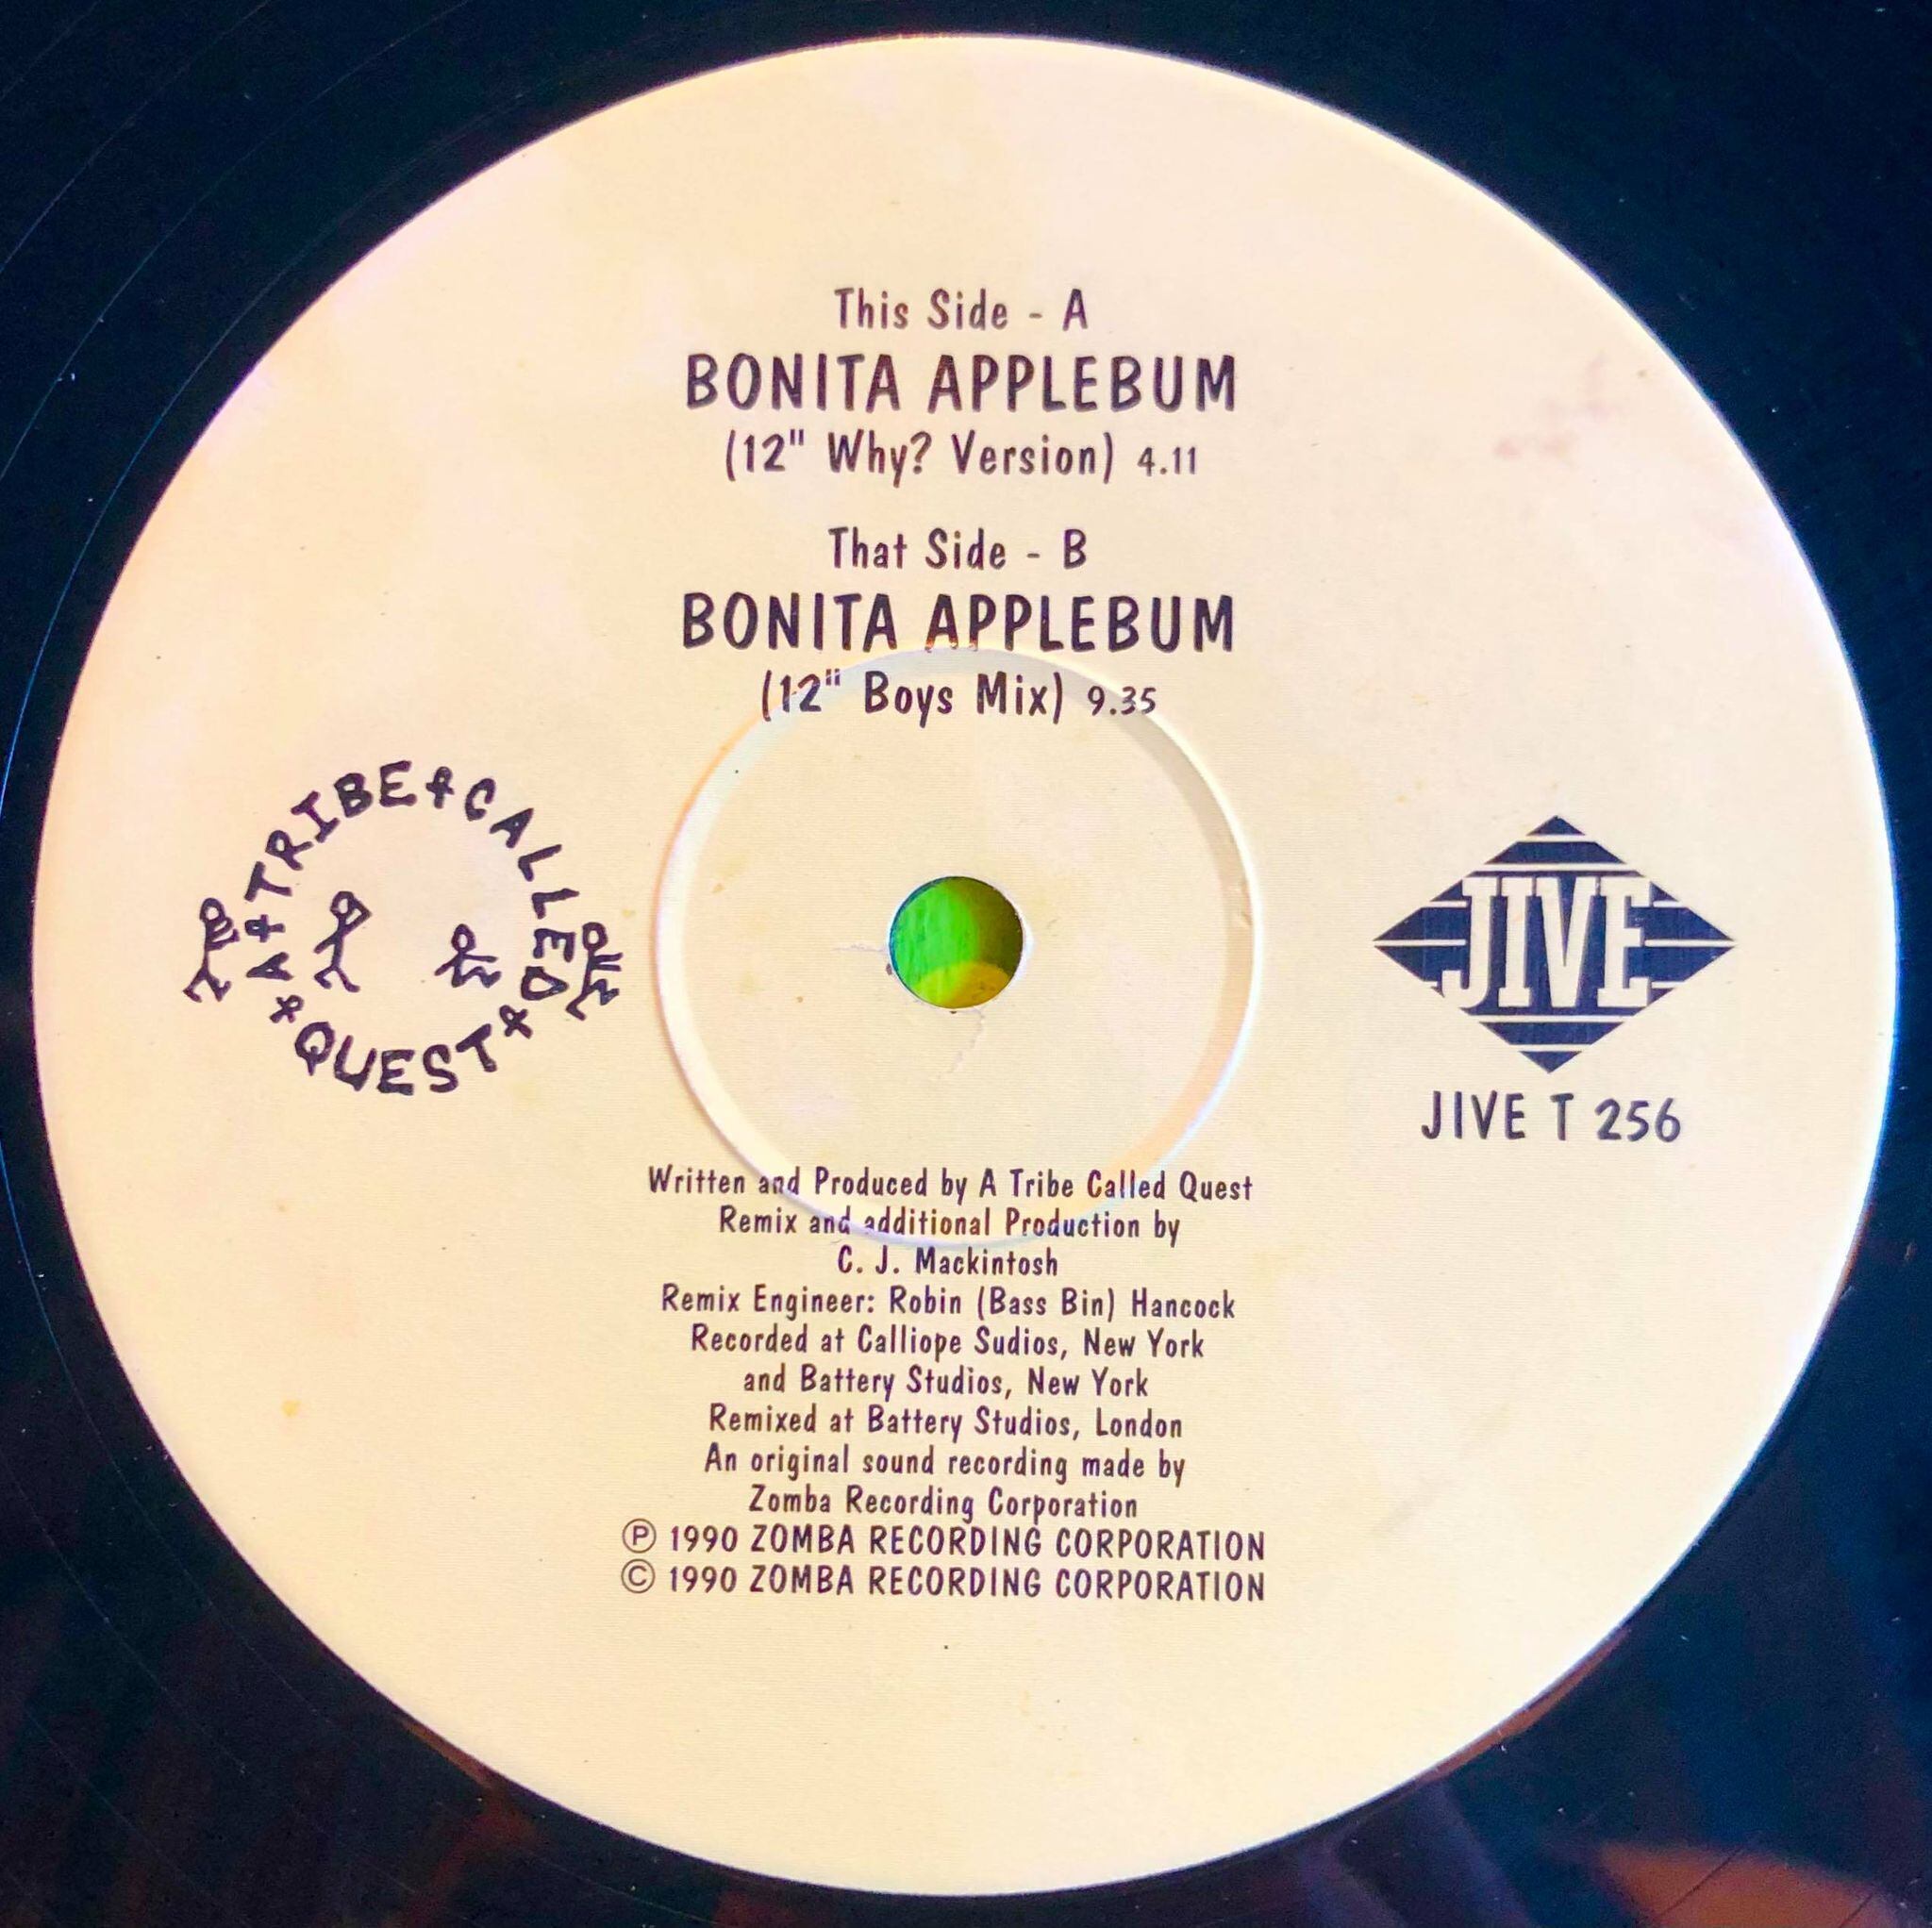 This Side - A
BONITA APPLEBUM
(12" Why? Version) 4.11
That Side - B
BONITA APPLEBUM
(12" Boys Mix) 9.35
A TRIBE CALLED QUEST
JIVE
JIVE T 256
Written and Produced by A Tribe Called Quest
Remix and additional Production by
C. J. Mackintosh
Remix Engineer: Robin (Bass Bin) Hancock
Recorded at Calliope Sudios, New York
and Battery Studios, New York
Remixed at Battery Studios, London
An original sound recording made by
Zomba Recording Corporation
Ⓟ 1990 ZOMBA RECORDING CORPORATION
© 1990 ZOMBA RECORDING CORPORATION